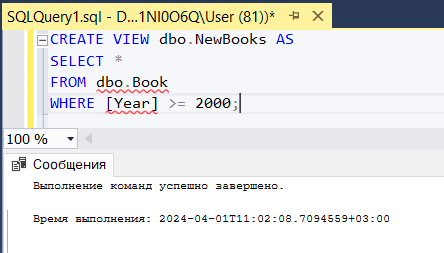 SQLQuery1.sql - D...1NI0O6Q\User (81))*
CREATE VIEW dbo.NewBooks AS
SELECT *
FROM dbo.Book
WHERE [Year] >= 2000;
100 %
Сообщения
Выполнение команд успешно завершено.
Время выполнения: 2024-04-01T11:02:08.7094559+03:00